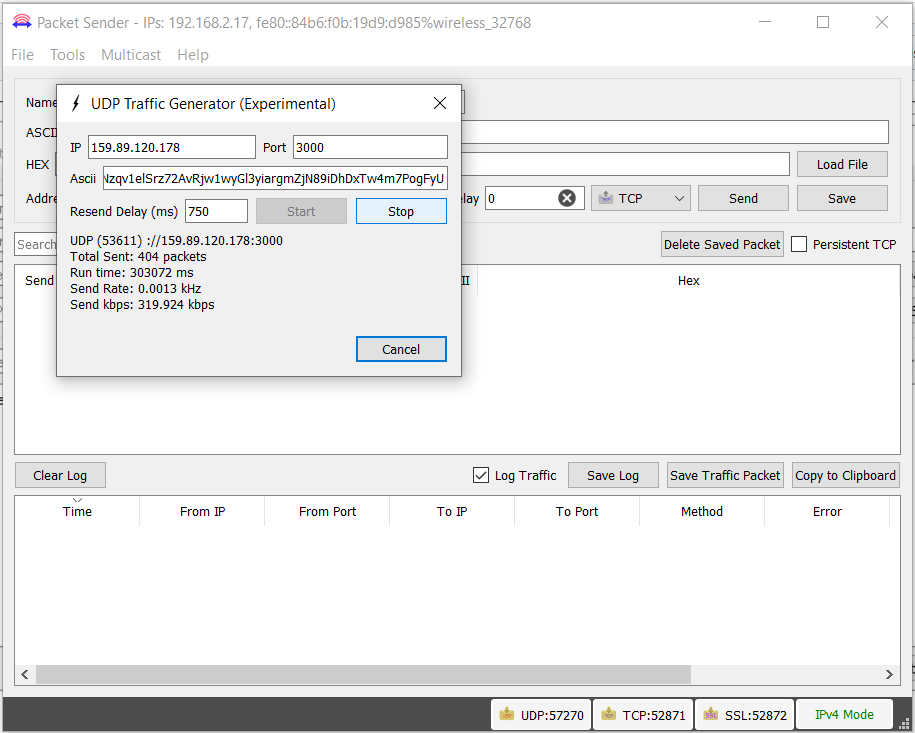 Packet Sender - IPs: 192.168.2.17, fe80::84b6:f0b:19d9:d985%wireless_32768
File Tools Multicast Help
Name
ASCII
HEX
Load File
Addre
elay 0 TCP Send Save
UDP Traffic Generator (Experimental)
IP 159.89.120.178 Port 3000
Ascii Nzqv1elSrz72AvRjw1wyGl3yiargmZjN89iDhDxTw4m7PogFyU
Resend Delay (ms) 750 Start Stop
UDP (53611) ://159.89.120.178:3000
Total Sent: 404 packets
Run time: 303072 ms
Send Rate: 0.0013 kHz
Send kbps: 319.924 kbps
Cancel
Search
Delete Saved Packet Persistent TCP
Send II Hex
Clear Log Log Traffic Save Log Save Traffic Packet Copy to Clipboard
Time From IP From Port To IP To Port Method Error
UDP:57270 TCP:52871 SSL:52872 IPv4 Mode